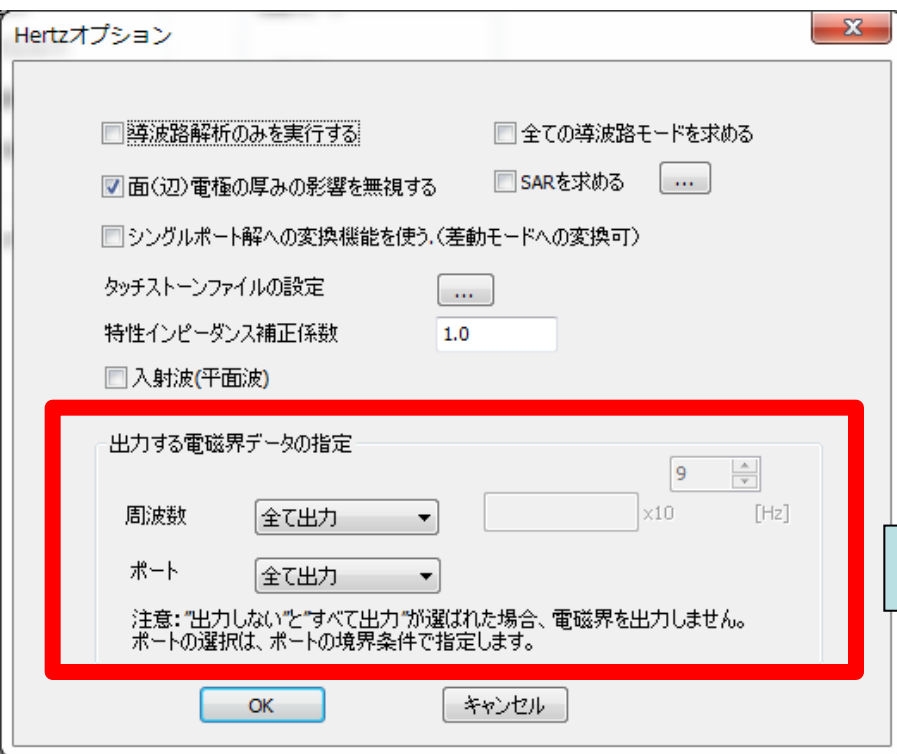 Hertzオプション
導波路解析のみを実行する
全ての導波路モードを求める
面(辺)電極の厚みの影響を無視する
SARを求める
...
シングルポート解への変換機能を使う.(差動モードへの変換可)
タッチストーンファイルの設定
...
特性インピーダンス補正係数
1.0
入射波(平面波)
出力する電磁界データの指定
9
周波数
全て出力
x10
[Hz]
ポート
全て出力
注意:"出力しない"と"すべて出力"が選ばれた場合、電磁界を出力しません。
ポートの選択は、ポートの境界条件で指定します。
OK
キャンセル